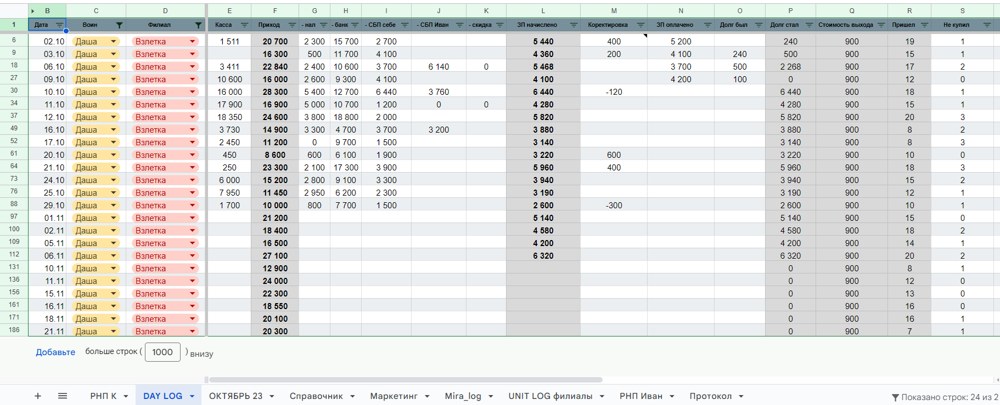 B C D E F G H I J K L M N O P Q R S
1 Дата Воин Филиал Касса Приход - нал - банк - СБП себе - СБП Иван - скидка ЗП начислено Коректировка ЗП оплачено Долг был Долг стал Стоимость выхода Пришел Не купил
6 02.10 Даша Взлетка 1 511 20 700 2 300 15 700 2 700 5 440 400 5 200 240 900 19 1
9 03.10 Даша Взлетка 16 300 500 11 700 4 100 4 360 200 4 100 240 500 900 15 1
18 06.10 Даша Взлетка 3 411 22 840 2 400 10 600 3 700 6 140 0 5 468 3 700 500 2 268 900 17 2
27 09.10 Даша Взлетка 10 600 16 000 2 600 9 300 4 100 4 100 4 200 100 0 900 12 0
30 10.10 Даша Взлетка 16 000 28 300 5 400 12 700 6 440 3 760 6 440 -120 6 440 900 18 1
34 11.10 Даша Взлетка 17 900 16 900 5 000 10 700 1 200 0 0 4 280 4 280 900 15 1
37 12.10 Даша Взлетка 18 350 24 600 3 800 18 800 2 000 5 820 5 820 900 20 3
49 16.10 Даша Взлетка 3 730 14 900 3 300 4 700 3 700 3 200 3 880 3 880 900 8 2
52 17.10 Даша Взлетка 2 450 11 200 0 9 700 1 500 3 140 3 140 900 8 3
61 20.10 Даша Взлетка 450 8 600 600 6 100 1 900 3 220 600 3 220 900 10 0
64 21.10 Даша Взлетка 250 23 300 2 100 17 300 3 900 5 960 400 5 960 900 18 3
73 24.10 Даша Взлетка 6 000 15 200 2 800 9 100 3 300 3 940 3 940 900 15 2
76 25.10 Даша Взлетка 7 950 11 450 2 950 6 200 2 300 3 190 3 190 900 12 1
88 29.10 Даша Взлетка 1 700 10 000 800 7 700 1 500 2 600 -300 2 600 900 10 1
97 01.11 Даша Взлетка 21 200 5 140 5 140 900 15 0
100 02.11 Даша Взлетка 18 400 4 580 4 580 900 18 2
109 05.11 Даша Взлетка 16 500 4 200 4 200 900 14 1
112 06.11 Даша Взлетка 27 100 6 320 6 320 900 20 2
131 10.11 Даша Взлетка 12 900 0 900 8 1
136 11.11 Даша Взлетка 24 000 0 900 12 0
156 15.11 Даша Взлетка 22 300 0 900 13 0
161 16.11 Даша Взлетка 18 550 0 900 16 0
171 18.11 Даша Взлетка 20 100 0 900 16 1
186 21.11 Даша Взлетка 20 300 0 900 7 1
Добавьте больше строк ( 1000 ) внизу
+ РНП К DAY LOG ОКТЯБРЬ 23 Справочник Маркетинг Mira_log UNIT LOG филиалы РНП Иван Протокол Показано строк: 24 из 2